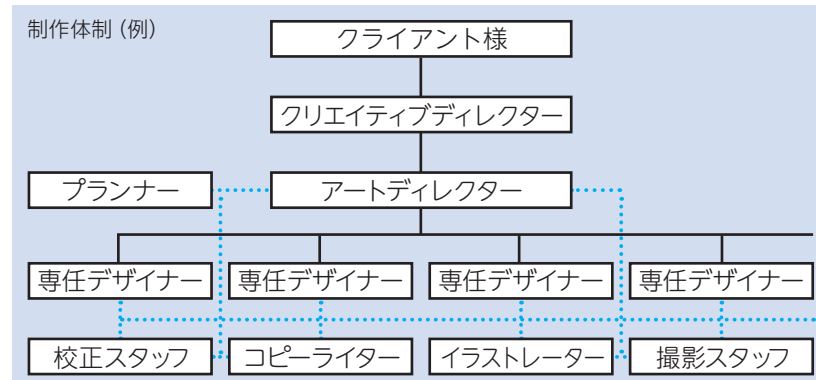 制作体制（例）
クライアント様
クリエイティブディレクター
プランナー
アートディレクター
専任デザイナー
専任デザイナー
専任デザイナー
専任デザイナー
校正スタッフ
コピーライター
イラストレーター
撮影スタッフ